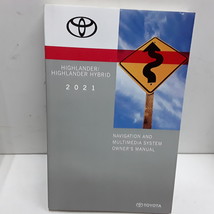 HIGHLANDER/
HIGHLANDER HYBRID
2021
NAVIGATION AND
MULTIMEDIA SYSTEM
OWNER'S MANUAL
TOYOTA